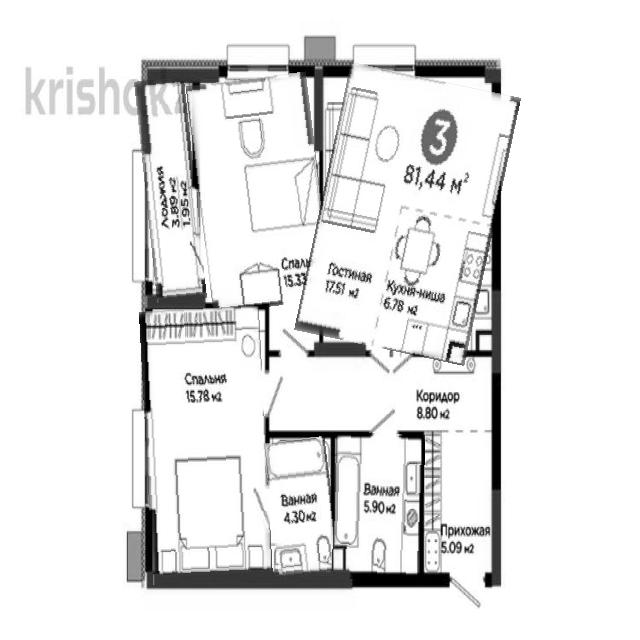 krisha.kz
3
81,44 м²
Лоджия
3.89 м2
1.95 м2
Спальн
15.33
Гостиная
17.51 м2
Кухня-ниша
6.78 м2
Спальня
15.78 м2
Коридор
8.80 м2
Ванная
4.30 м2
Ванная
5.90 м2
Прихожая
5.09 м2